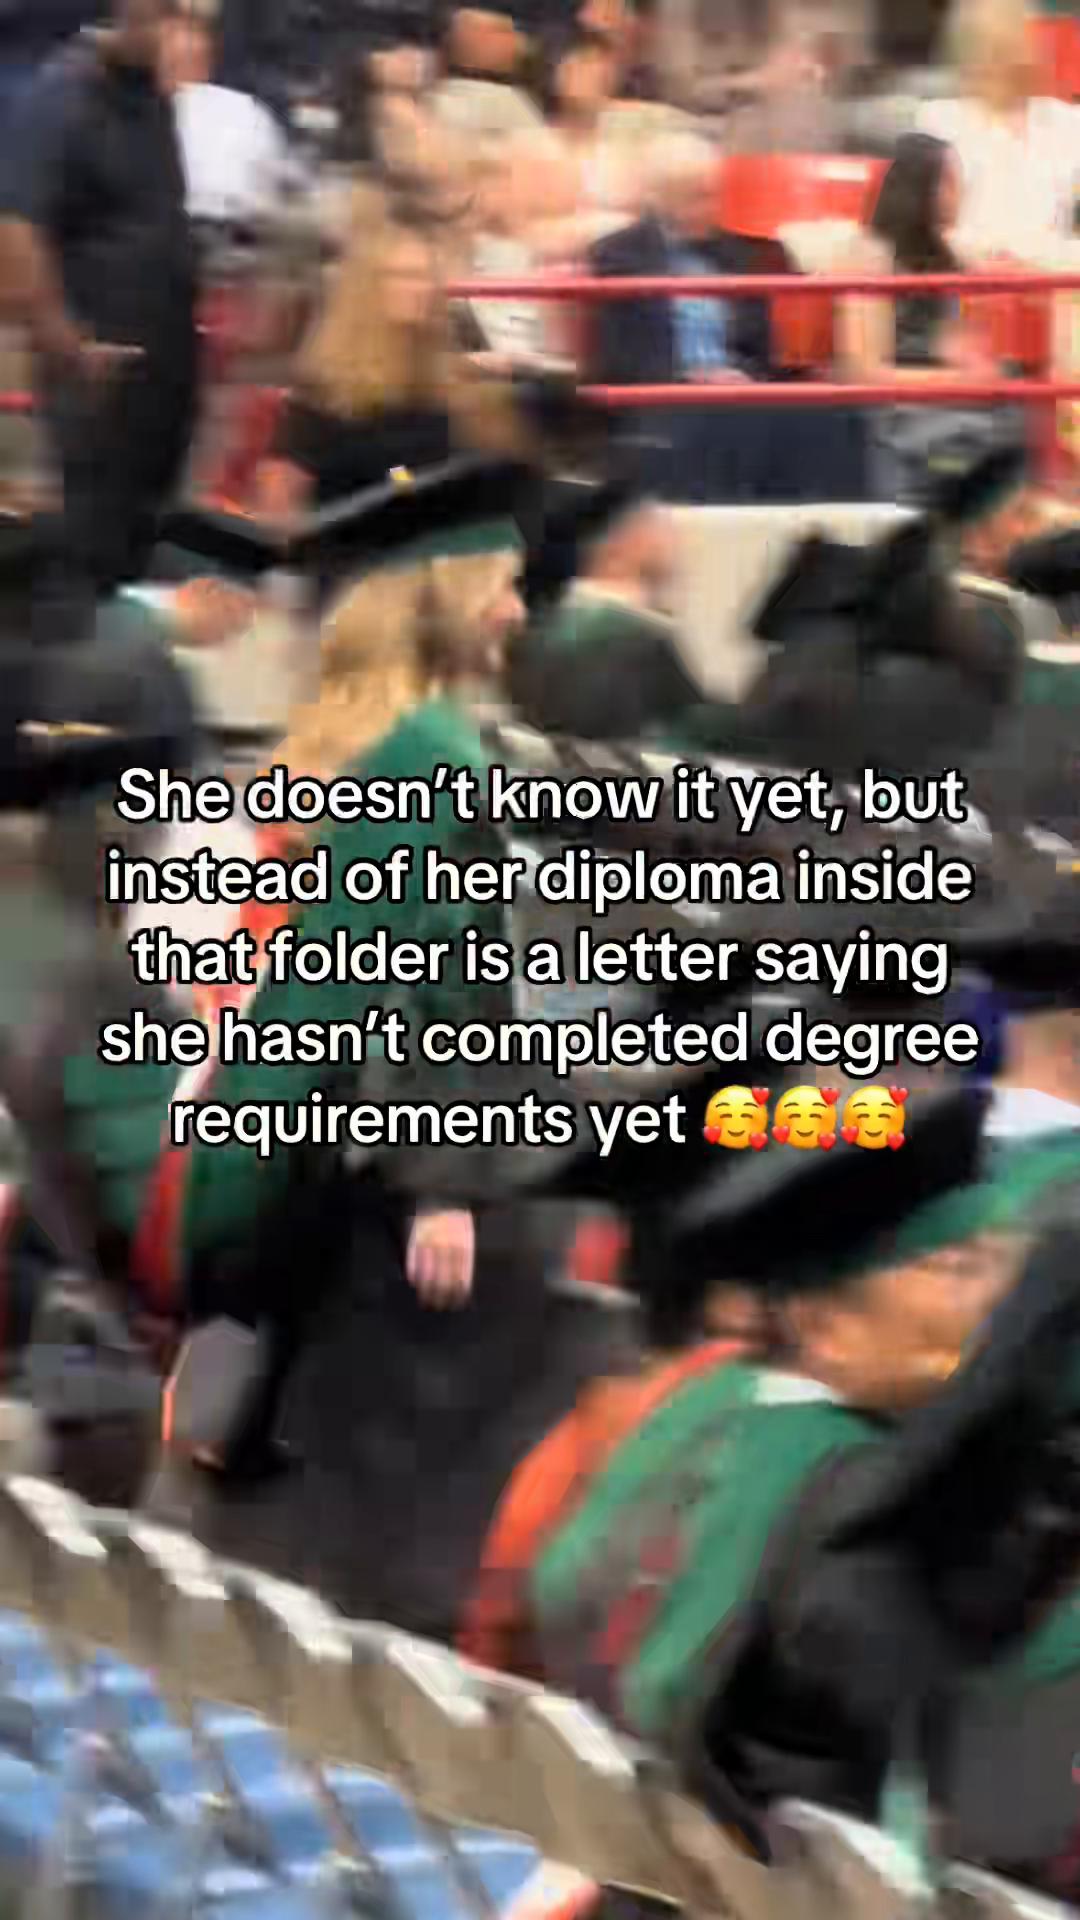 She doesn’t know it yet, but
instead of her diploma inside
that folder is a letter saying
she hasn’t completed degree
requirements yet 🥰🥰🥰